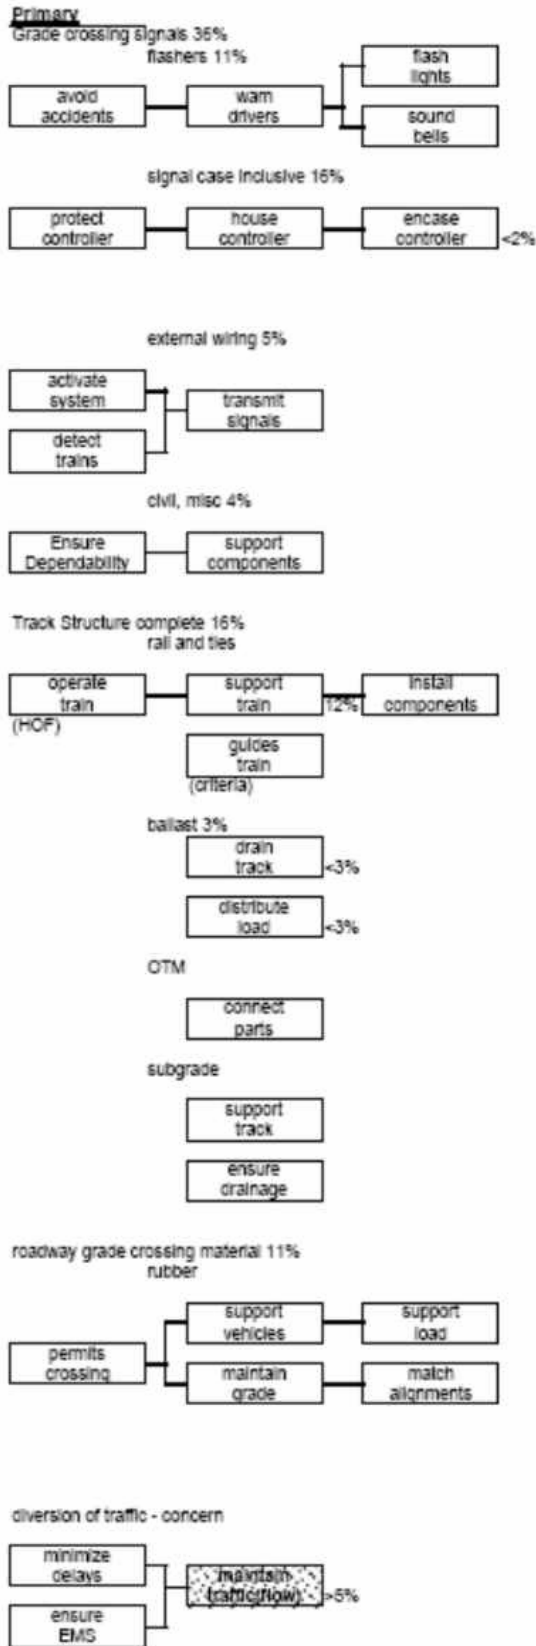 Primary
Grade crossing signals 36%
flashers 11%
flash
lights
avoid
accidents
warn
drivers
sound
bells
signal case inclusive 16%
protect
controller
house
controller
encase
controller
<2%
external wiring 5%
activate
system
transmit
signals
detect
trains
civil, misc 4%
Ensure
Dependability
support
components
Track Structure complete 16%
rail and ties
operate
train
(HOF)
support
train
12%
install
components
guides
train
(criteria)
ballast 3%
drain
track
<3%
distribute
load
<3%
OTM
connect
parts
subgrade
support
track
ensure
drainage
roadway grade crossing material 11%
rubber
support
vehicles
support
load
permits
crossing
maintain
grade
match
alignments
diversion of traffic - concern
minimize
delays
maintain
traffic flow
>5%
ensure
EMS